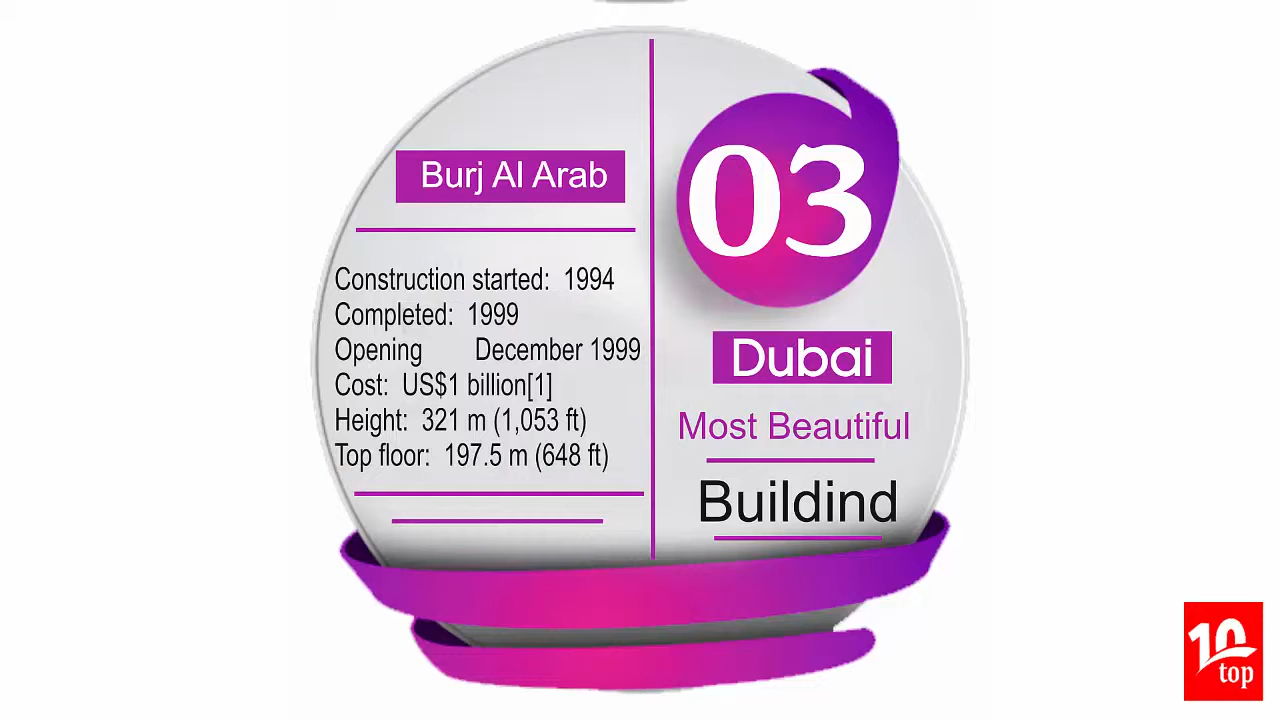 Burj Al Arab
Construction started: 1994
Completed: 1999
Opening December 1999
Cost: US$1 billion[1]
Height: 321 m (1,053 ft)
Top floor: 197.5 m (648 ft)
03
Dubai
Most Beautiful
Buildind
10
top